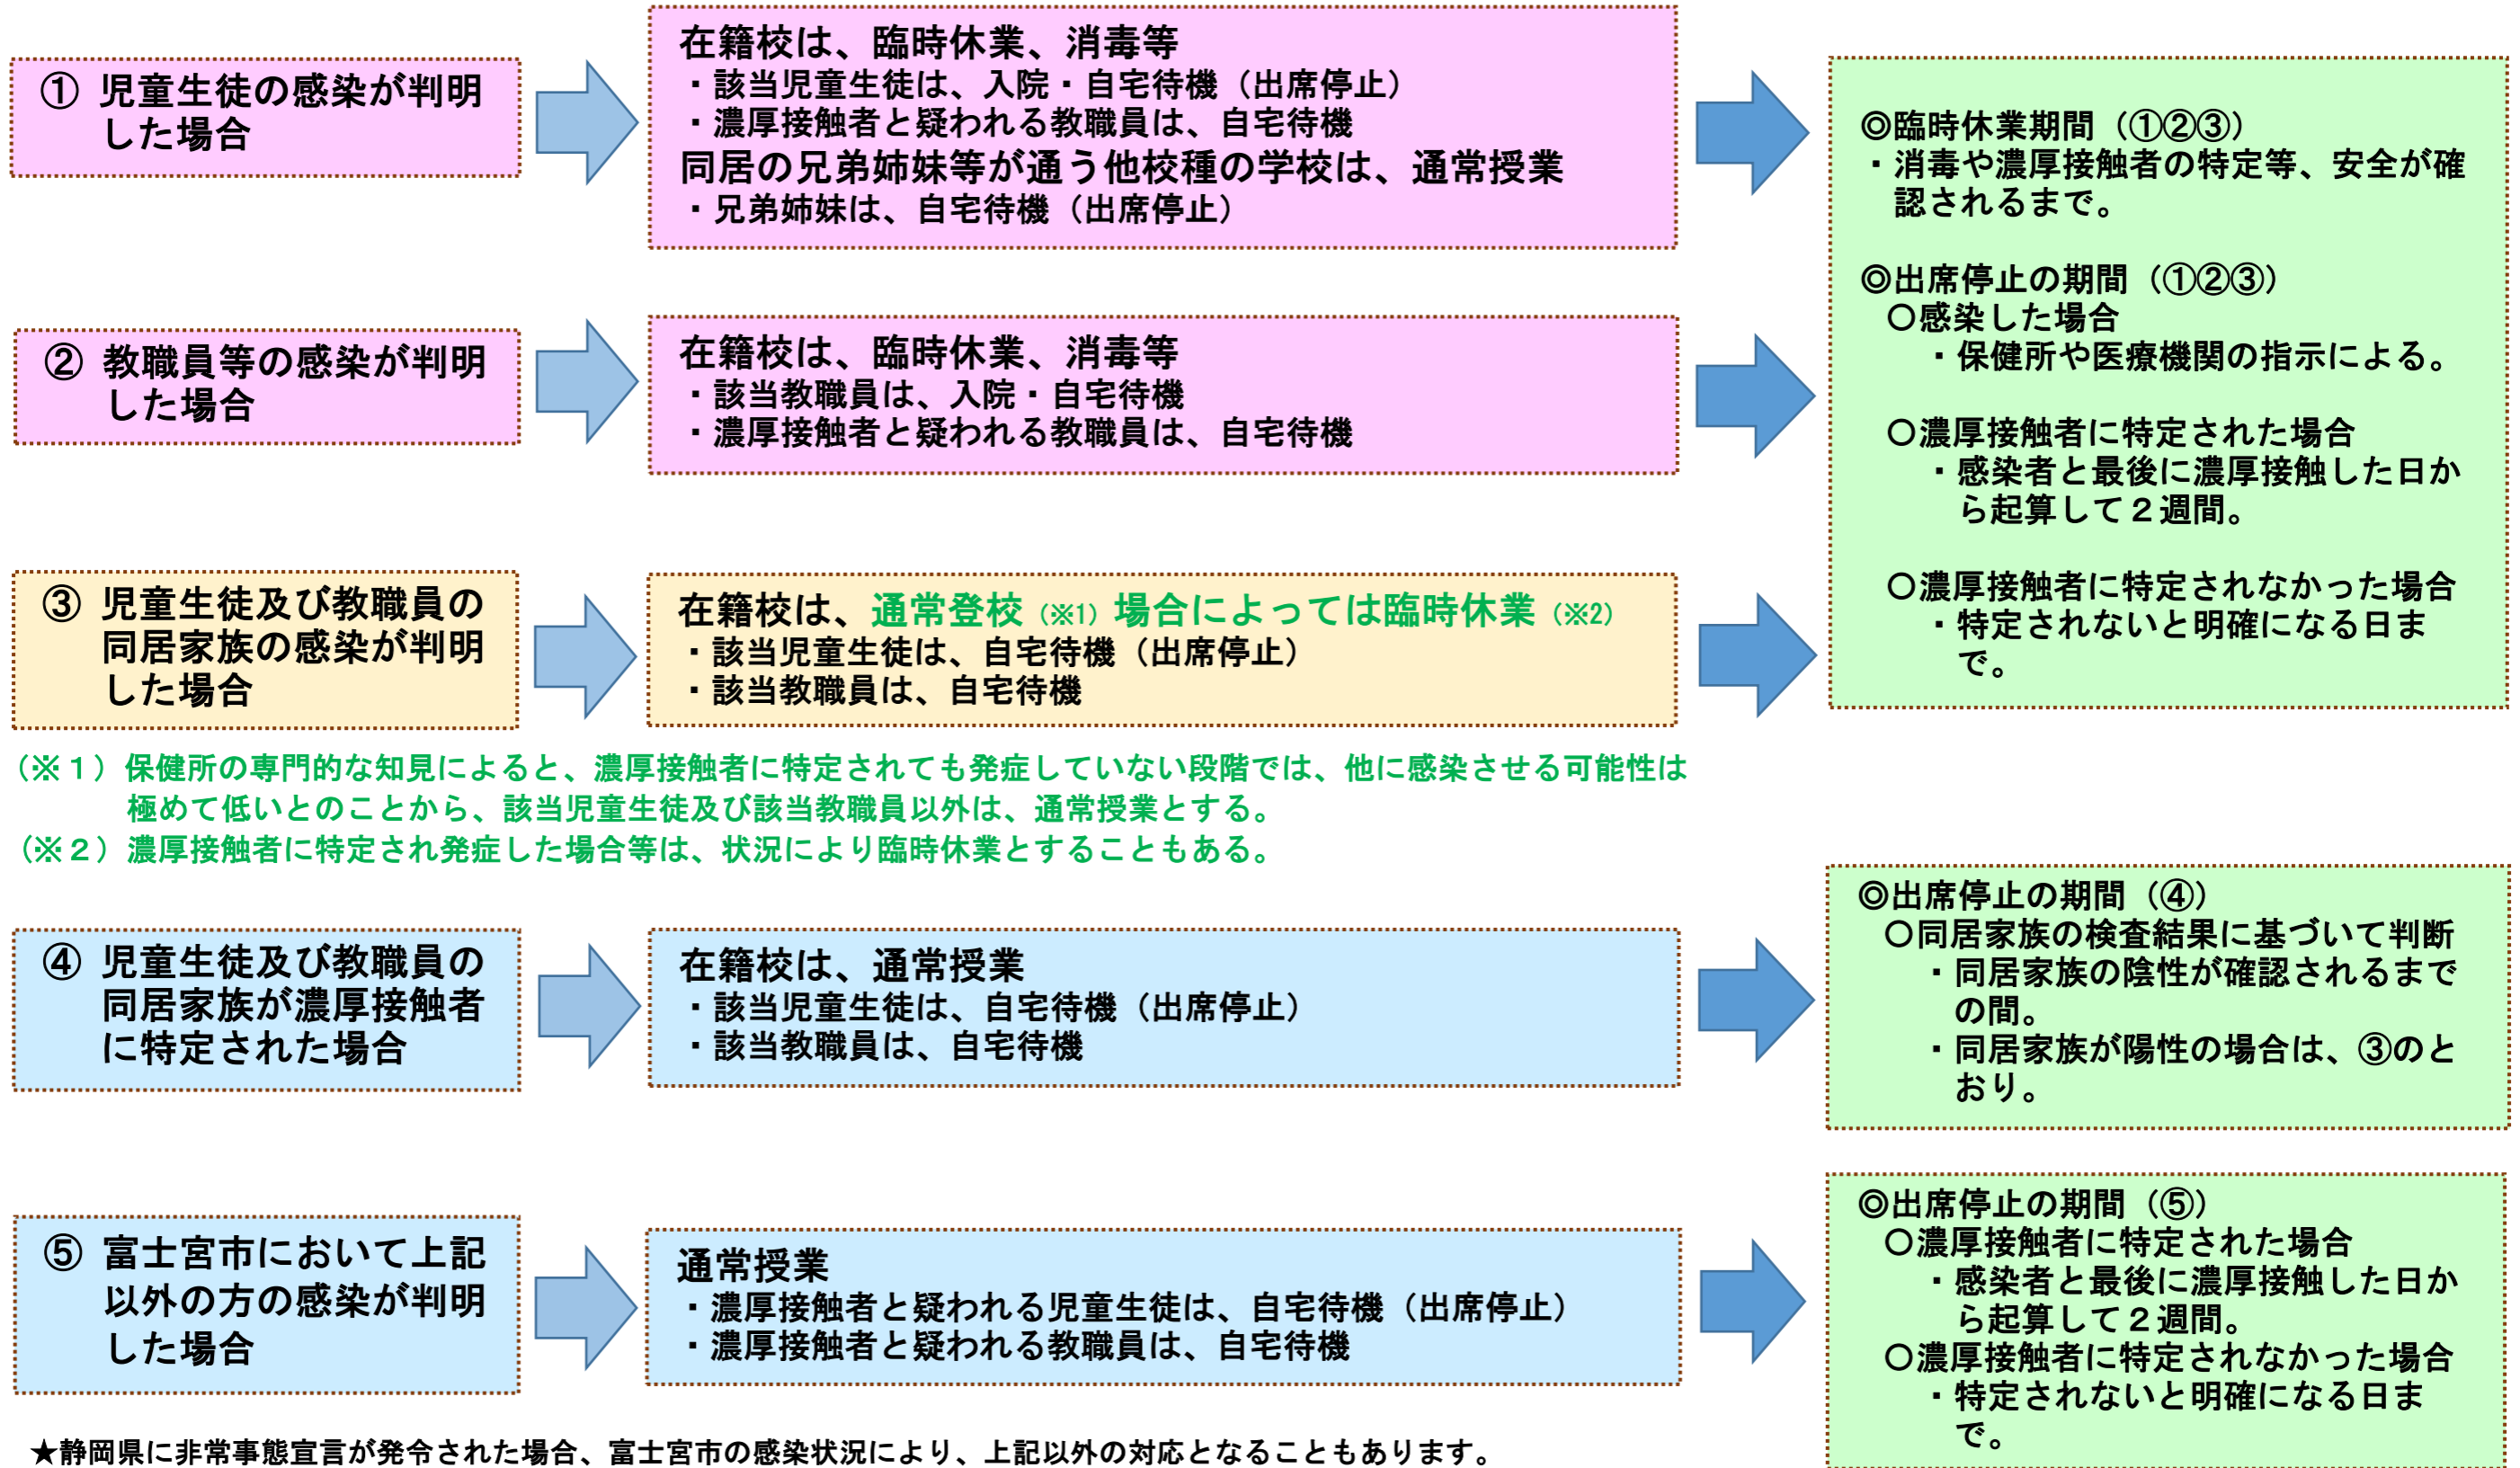 ① 児童生徒の感染が判明
した場合
在籍校は、臨時休業、消毒等
・該当児童生徒は、入院・自宅待機（出席停止）
・濃厚接触者と疑われる教職員は、自宅待機
同居の兄弟姉妹等が通う他校種の学校は、通常授業
・兄弟姉妹は、自宅待機（出席停止）
② 教職員等の感染が判明
した場合
在籍校は、臨時休業、消毒等
・該当教職員は、入院・自宅待機
・濃厚接触者と疑われる教職員は、自宅待機
③ 児童生徒及び教職員の
同居家族の感染が判明
した場合
在籍校は、通常登校（※1）場合によっては臨時休業（※2）
・該当児童生徒は、自宅待機（出席停止）
・該当教職員は、自宅待機
◎臨時休業期間（①②③）
・消毒や濃厚接触者の特定等、安全が確
認されるまで。
◎出席停止の期間（①②③）
○感染した場合
・保健所や医療機関の指示による。
○濃厚接触者に特定された場合
・感染者と最後に濃厚接触した日か
ら起算して２週間。
○濃厚接触者に特定されなかった場合
・特定されないと明確になる日ま
で。
（※１）保健所の専門的な知見によると、濃厚接触者に特定されても発症していない段階では、他に感染させる可能性は
極めて低いとのことから、該当児童生徒及び該当教職員以外は、通常授業とする。
（※２）濃厚接触者に特定され発症した場合等は、状況により臨時休業とすることもある。
④ 児童生徒及び教職員の
同居家族が濃厚接触者
に特定された場合
在籍校は、通常授業
・該当児童生徒は、自宅待機（出席停止）
・該当教職員は、自宅待機
◎出席停止の期間（④）
○同居家族の検査結果に基づいて判断
・同居家族の陰性が確認されるまで
の間。
・同居家族が陽性の場合は、③のと
おり。
⑤ 富士宮市において上記
以外の方の感染が判明
した場合
通常授業
・濃厚接触者と疑われる児童生徒は、自宅待機（出席停止）
・濃厚接触者と疑われる教職員は、自宅待機
◎出席停止の期間（⑤）
○濃厚接触者に特定された場合
・感染者と最後に濃厚接触した日か
ら起算して２週間。
○濃厚接触者に特定されなかった場合
・特定されないと明確になる日ま
で。
★静岡県に非常事態宣言が発令された場合、富士宮市の感染状況により、上記以外の対応となることもあります。